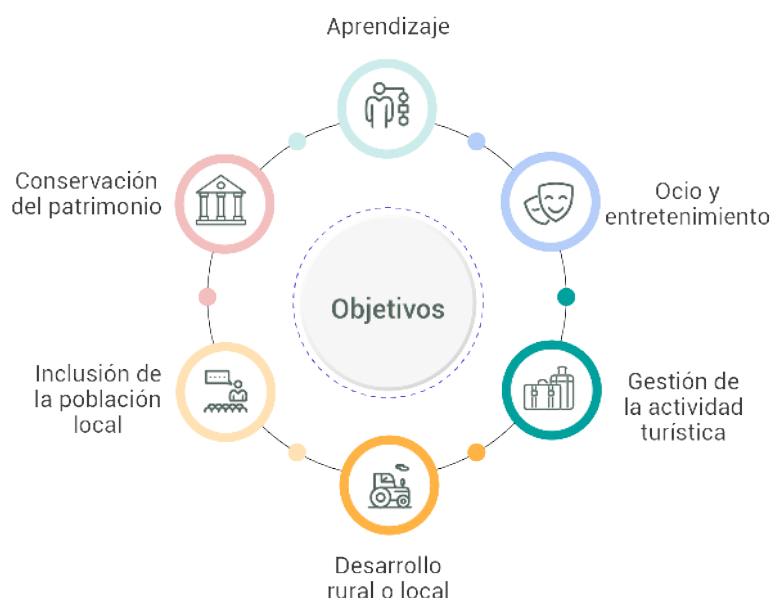 Aprendizaje
Ocio y
entretenimiento
Gestión de
la actividad
turística
Desarrollo
rural o local
Inclusión de
la población
local
Conservación
del patrimonio
Objetivos